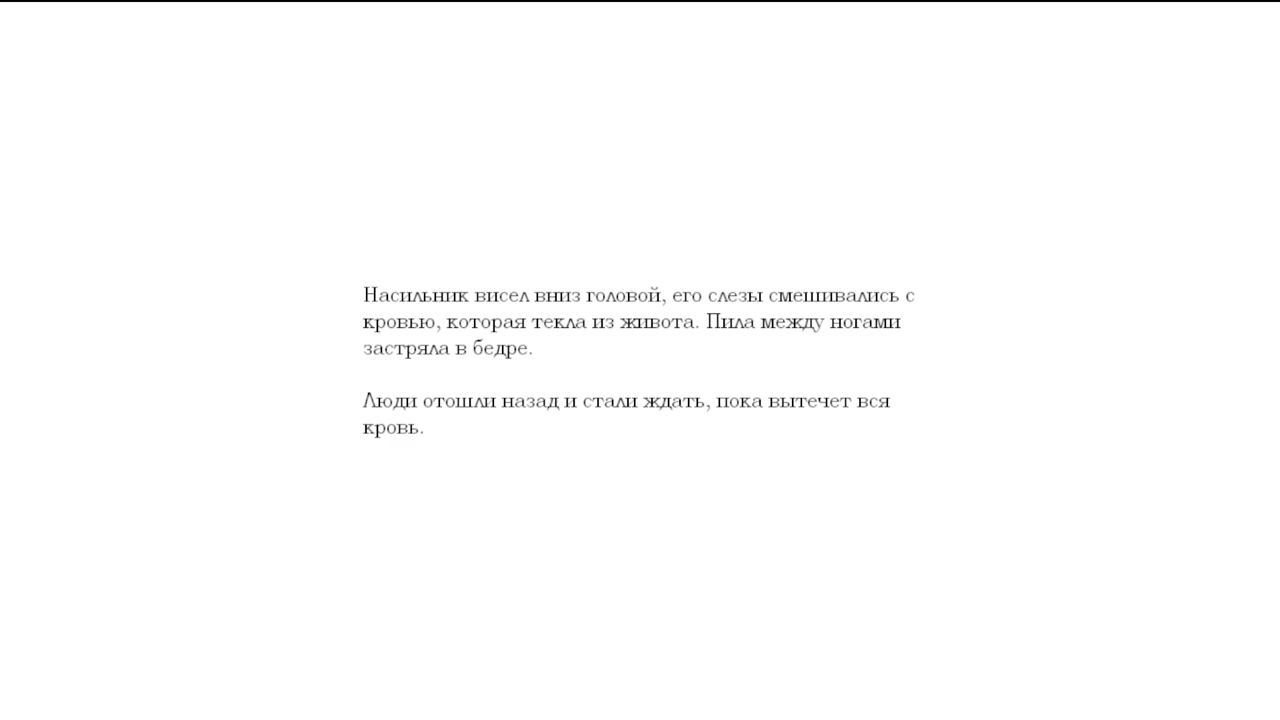 Насильник висел вниз головой, его слезы смешивались с
кровью, которая текла из живота. Пила между ногами
застряла в бедре.
Люди отошли назад и стали ждать, пока вытечет вся
кровь.